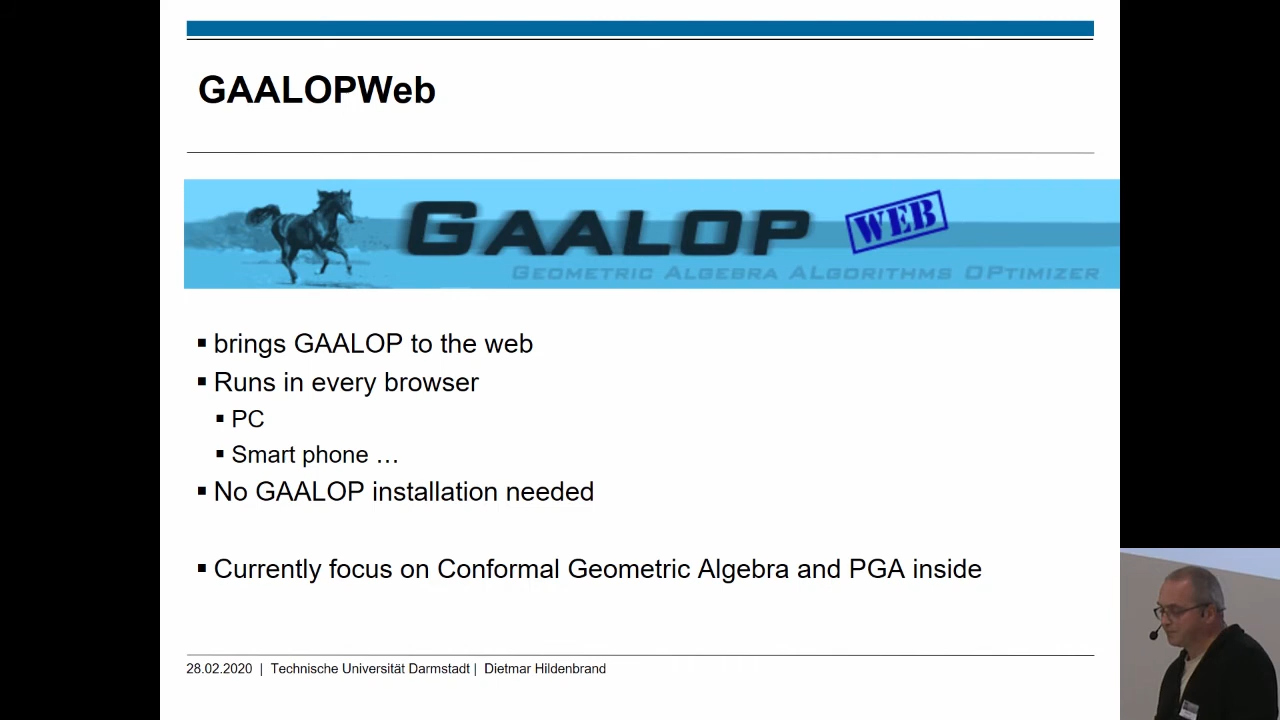 GAALOPWeb
GAALOP WEB
GEOMETRIC ALGEBRA ALGORITHMS OPTIMIZER
▪ brings GAALOP to the web
▪ Runs in every browser
▪ PC
▪ Smart phone …
▪ No GAALOP installation needed
▪ Currently focus on Conformal Geometric Algebra and PGA inside
28.02.2020 | Technische Universität Darmstadt | Dietmar Hildenbrand